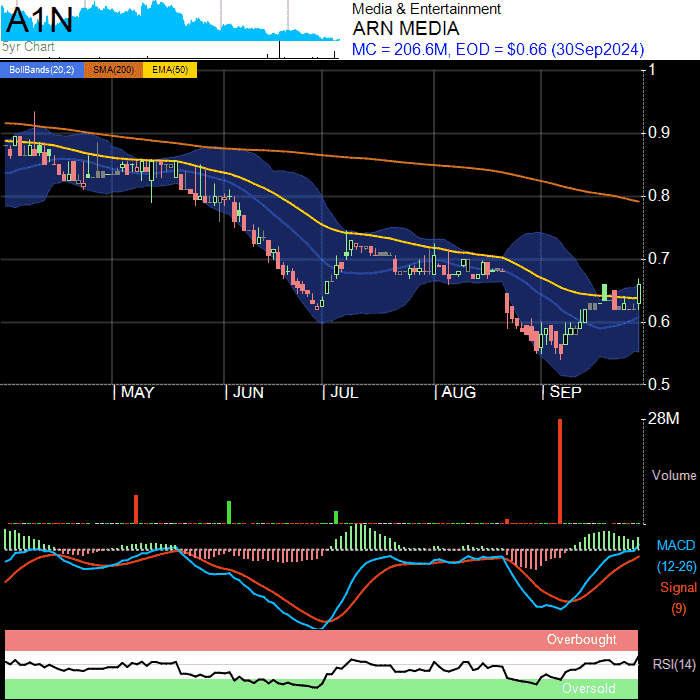 A1N
5yr Chart
Media & Entertainment
ARN MEDIA
MC = 206.6M, EOD = $0.66 (30Sep2024)
BollBands(20,2) SMA(200) EMA(50)
1
0.9
0.8
0.7
0.6
0.5
MAY JUN JUL AUG SEP
28M
Volume
MACD
(12-26)
Signal
(9)
Overbought
RSI(14)
Oversold